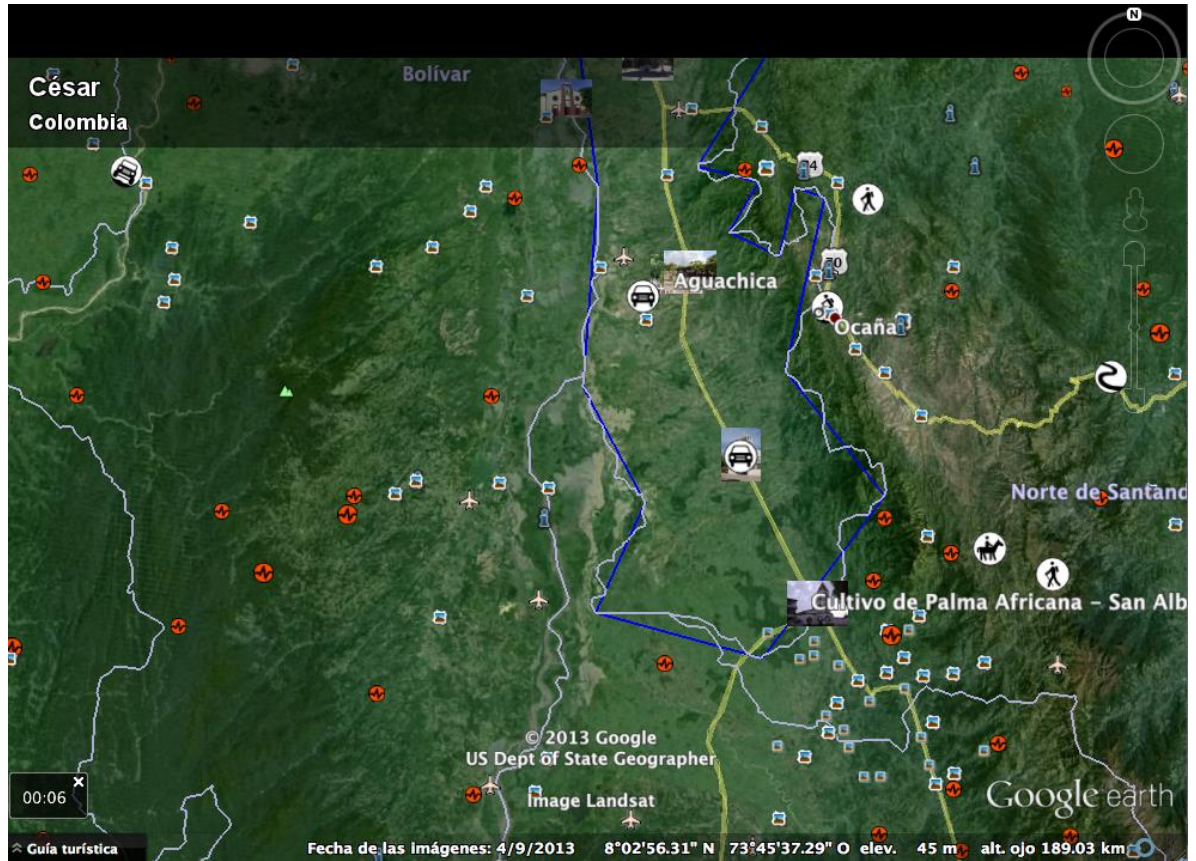 N
Bolívar
César
Colombia
70
Aguachica
Ocaña
Norte de Santand
Cultivo de Palma Africana – San Alb
© 2013 Google
US Dept of State Geographer
Image Landsat
00:06
Google earth
Guía turística
Fecha de las imágenes: 4/9/2013 8°02'56.31" N 73°45'37.29" O elev. 45 m alt. ojo 189.03 km